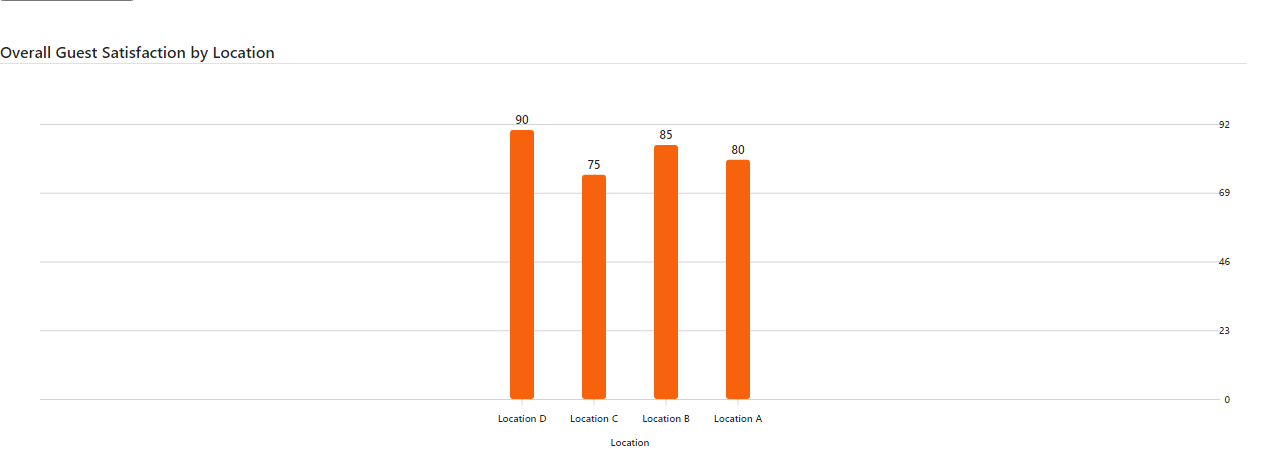 Overall Guest Satisfaction by Location
90
75
85
80
92
69
46
23
0
Location D
Location C
Location B
Location A
Location